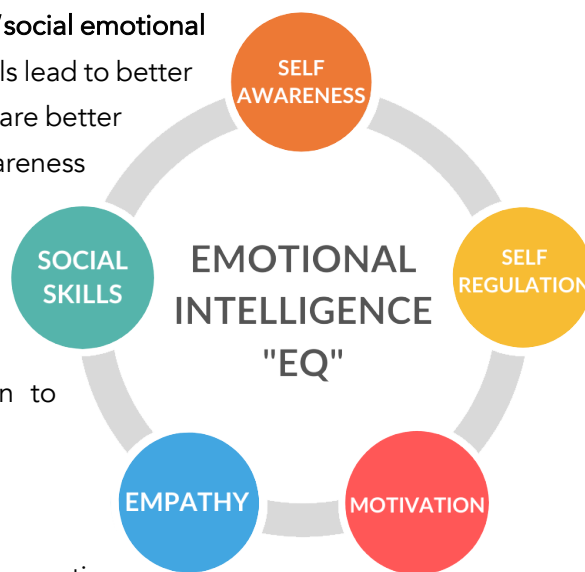 social emotional
ls lead to better
are better
areness
n to
SELF
AWARENESS
SELF
REGULATION
MOTIVATION
EMPATHY
SOCIAL
SKILLS
EMOTIONAL
INTELLIGENCE
"EQ"